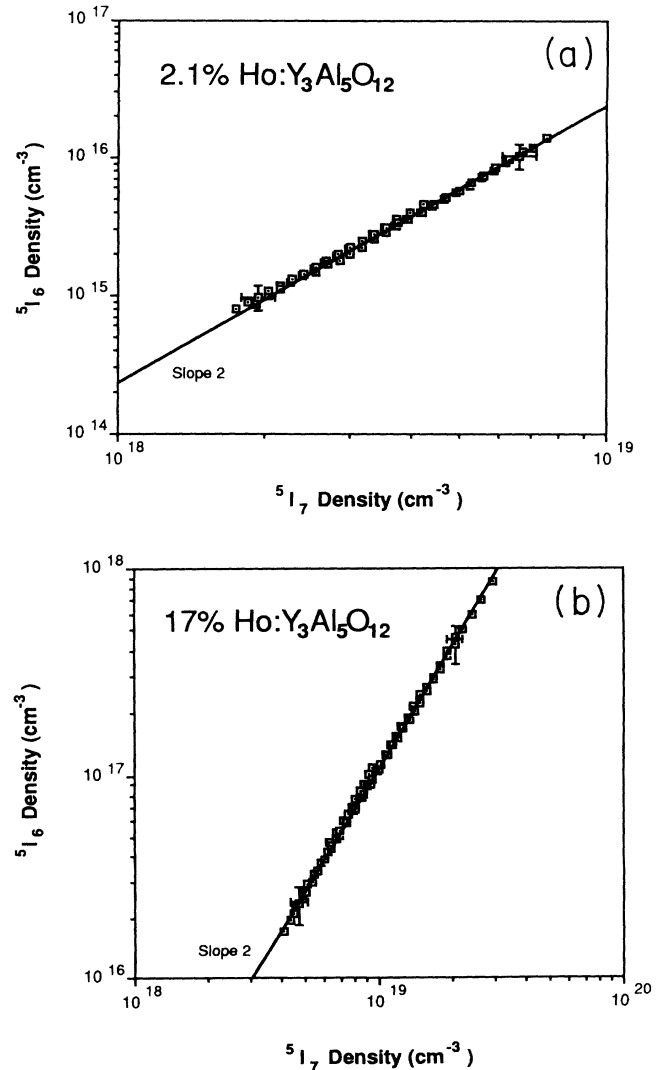 10 17
(a)
2.1% Ho:Y3Al5O12
10 16
5I6 Density (cm-3)
10 15
Slope 2
10 14
10 18
10 19
5I7 Density (cm-3)
10 18
(b)
17% Ho:Y3Al5O12
5I6 Density (cm-3)
10 17
Slope 2
10 16
10 18
10 19
10 20
5I7 Density (cm-3)